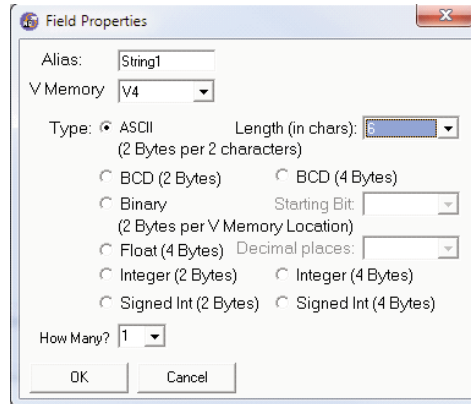 Field Properties
Alias: String1
V Memory V4
Type: ASCII Length (in chars): 6
(2 Bytes per 2 characters)
BCD (2 Bytes) BCD (4 Bytes)
Binary Starting Bit:
(2 Bytes per V Memory Location)
Float (4 Bytes) Decimal places:
Integer (2 Bytes) Integer (4 Bytes)
Signed Int (2 Bytes) Signed Int (4 Bytes)
How Many? 1
OK Cancel